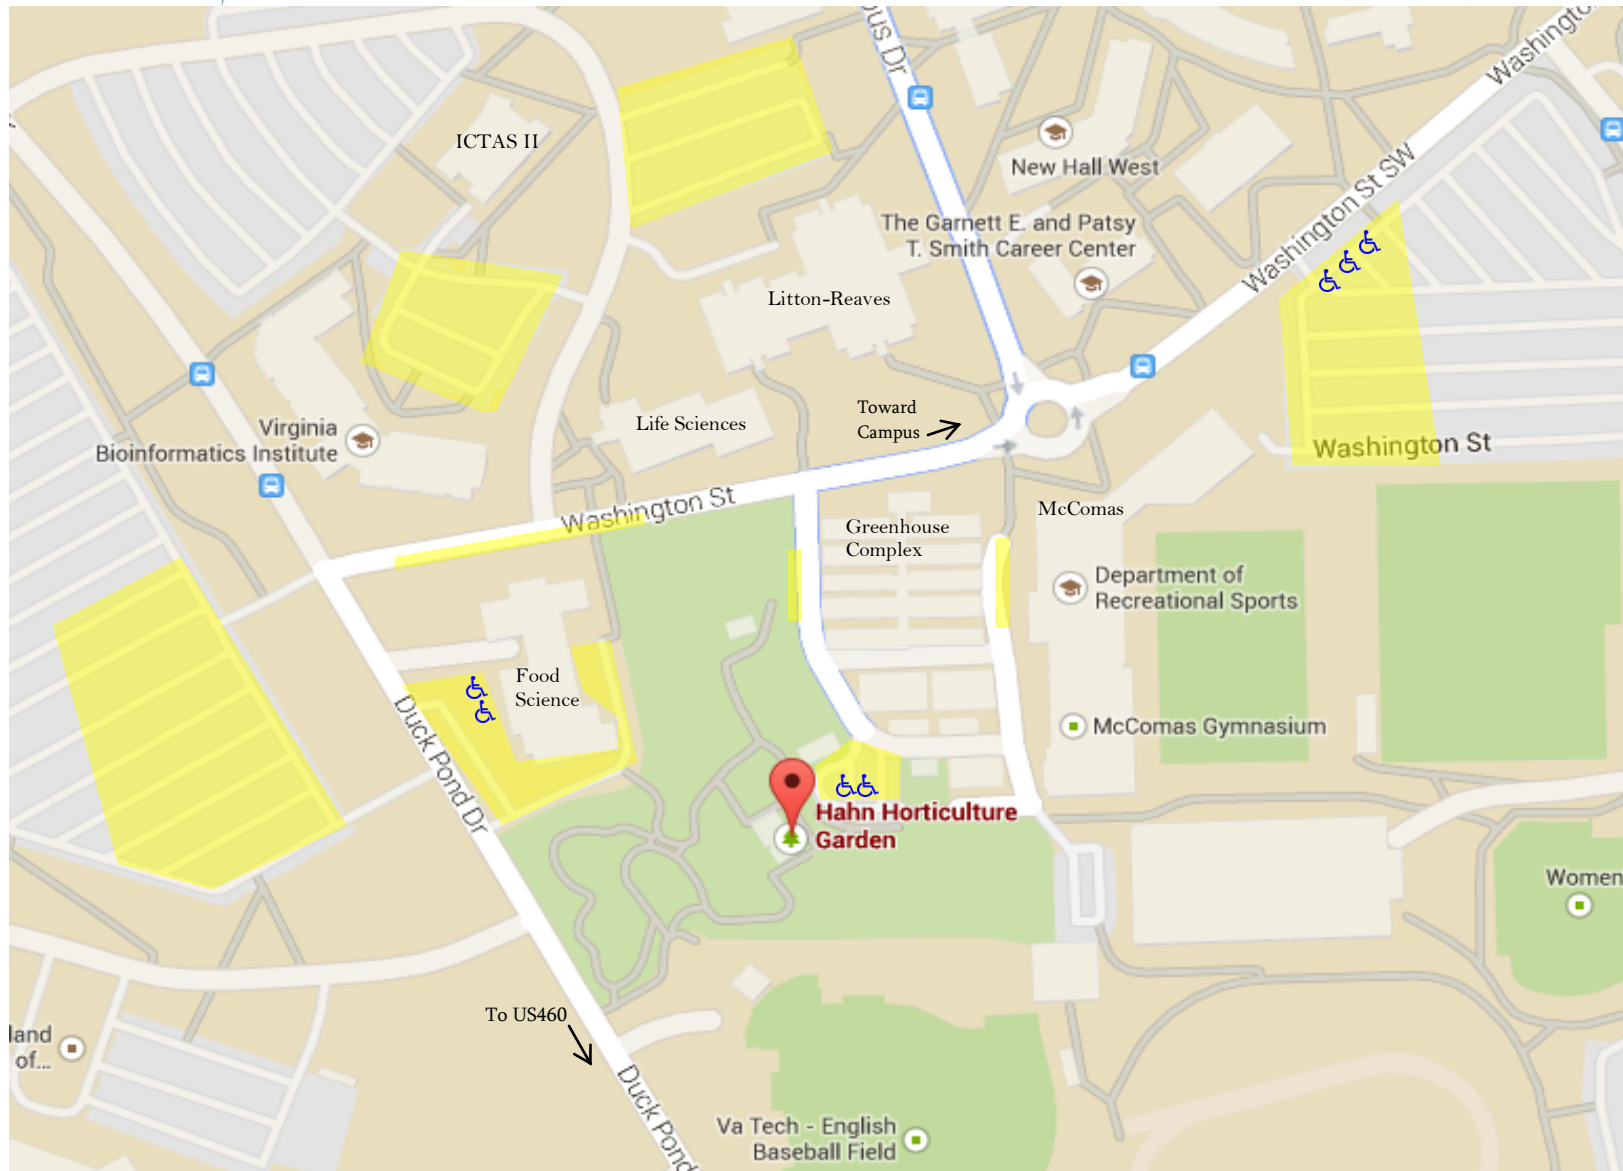 ous Dr
Washingto
ICTAS II
New Hall West
Washington St SW
The Garnett E. and Patsy
T. Smith Career Center
Litton-Reaves
Toward
Campus
Life Sciences
Virginia
Bioinformatics Institute
Washington St
Washington St
McComas
Greenhouse
Complex
Department of
Recreational Sports
Food
Science
Duck Pond Dr
McComas Gymnasium
Hahn Horticulture
Garden
Women
To US460
land
of...
Duck Pond
Va Tech - English
Baseball Field